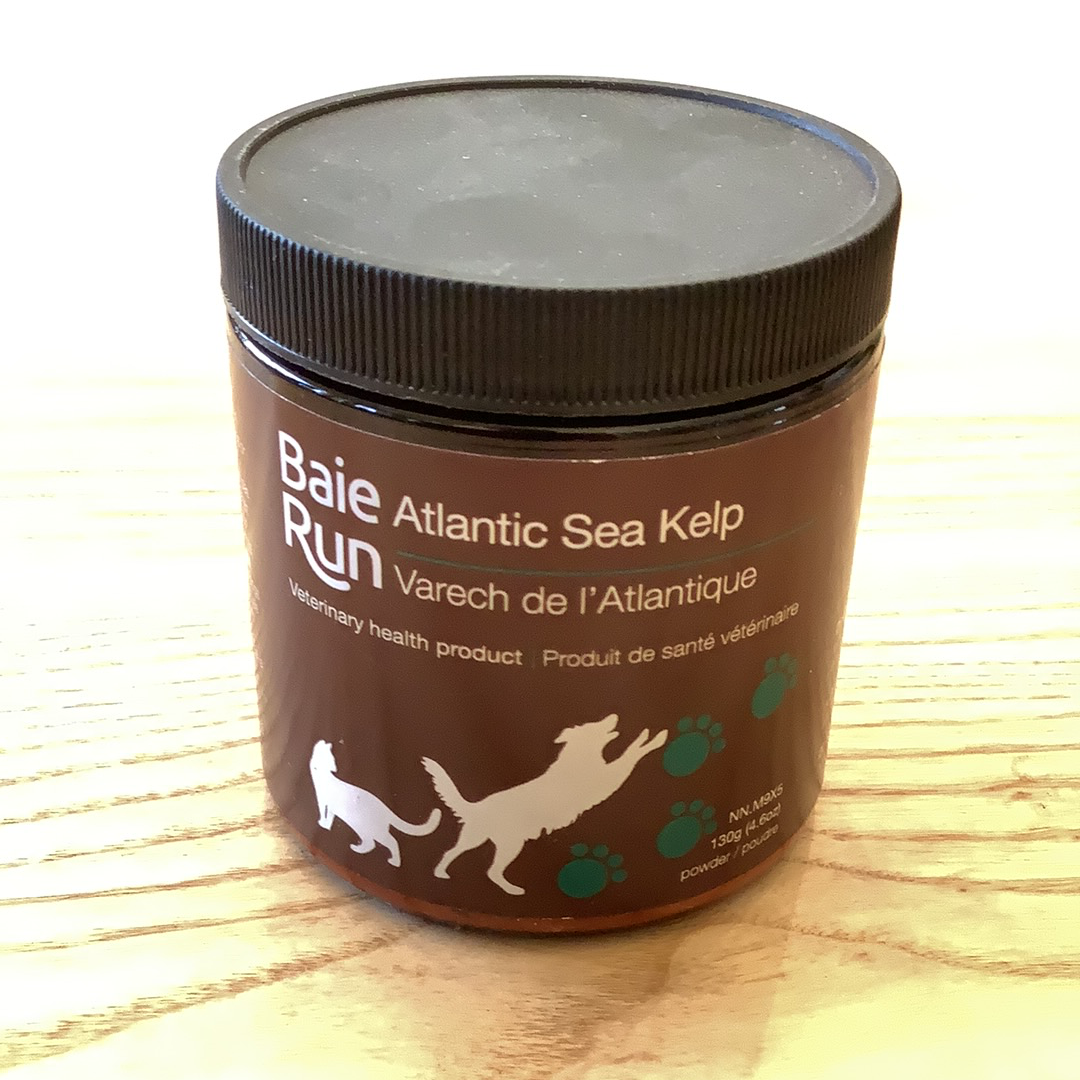 Baie
Run
Atlantic Sea Kelp
Varech de l'Atlantique
Veterinary health product | Produit de santé vétérinaire
NN.M9X5
130g (4.6oz)
powder / poudre